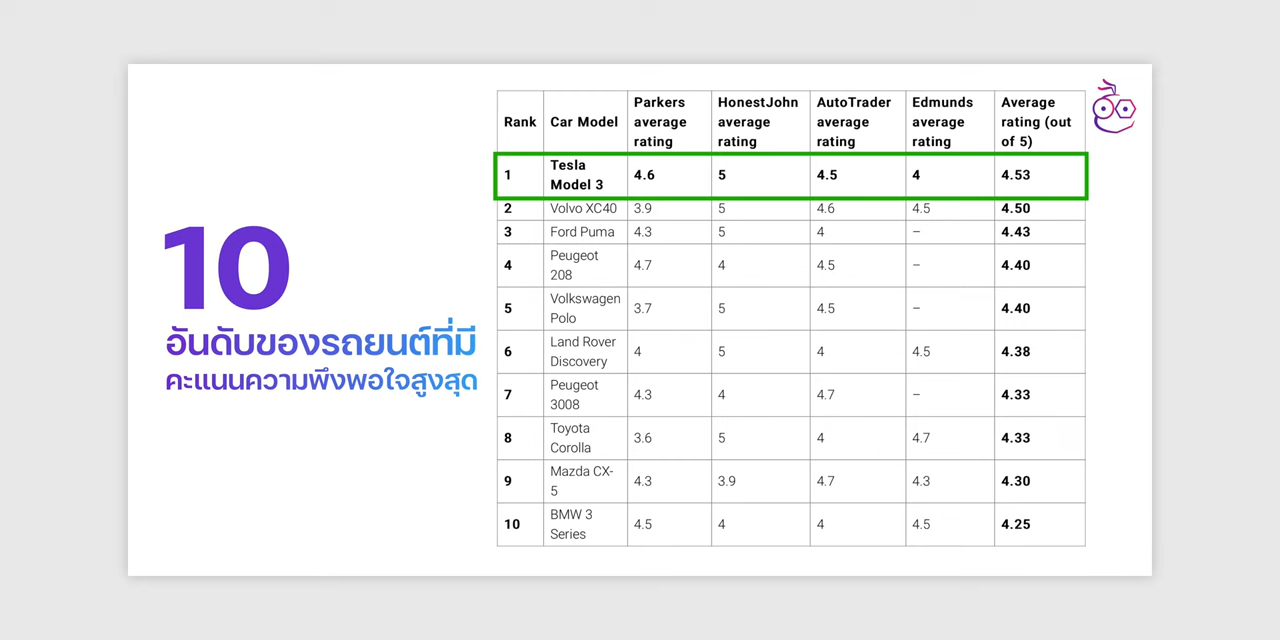 10
อันดับของรถยนต์ที่มี
คะแนนความพึงพอใจสูงสุด
Rank Car Model Parkers average rating HonestJohn average rating AutoTrader average rating Edmunds average rating Average rating (out of 5)
1 Tesla Model 3 4.6 5 4.5 4 4.53
2 Volvo XC40 3.9 5 4.6 4.5 4.50
3 Ford Puma 4.3 5 4 – 4.43
4 Peugeot 208 4.7 4 4.5 – 4.40
5 Volkswagen Polo 3.7 5 4.5 – 4.40
6 Land Rover Discovery 4 5 4 4.5 4.38
7 Peugeot 3008 4.3 4 4.7 – 4.33
8 Toyota Corolla 3.6 5 4 4.7 4.33
9 Mazda CX-5 4.3 3.9 4.7 4.3 4.30
10 BMW 3 Series 4.5 4 4 4.5 4.25